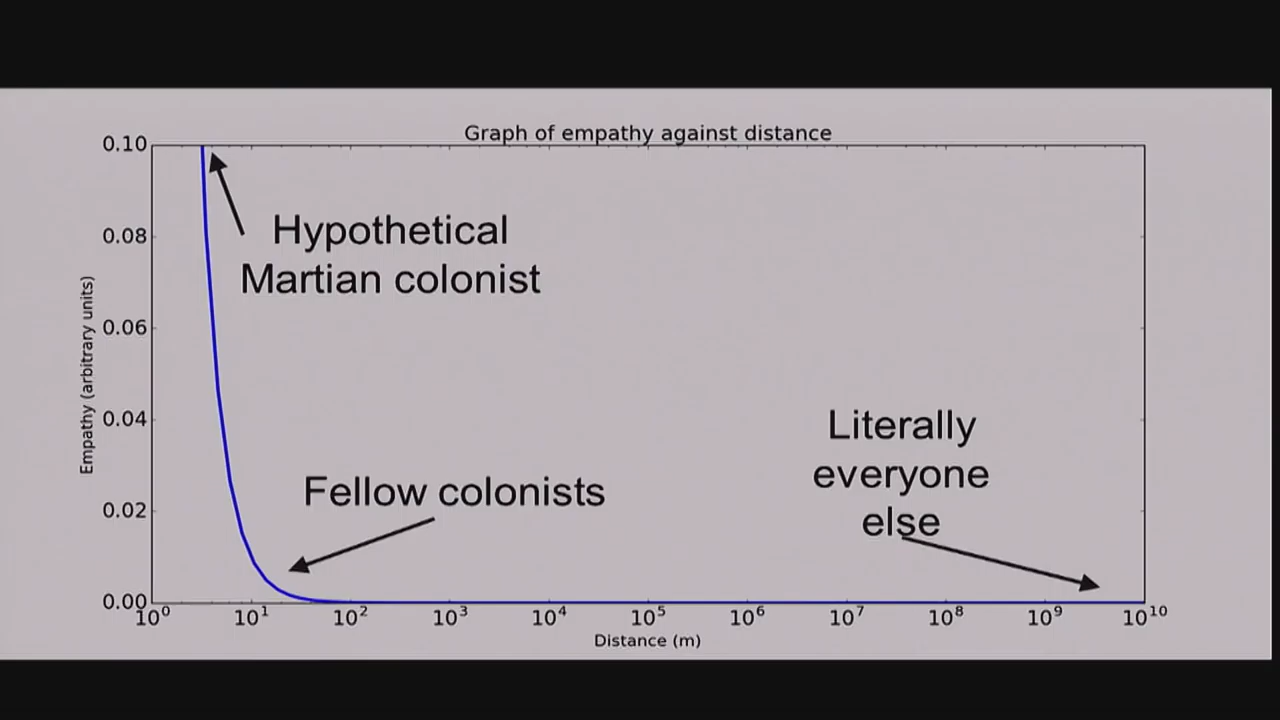 Graph of empathy against distance
0.10
0.08
0.06
0.04
0.02
0.00
Empathy (arbitrary units)
Hypothetical
Martian colonist
Fellow colonists
Literally
everyone
else
10⁰ 10¹ 10² 10³ 10⁴ 10⁵ 10⁶ 10⁷ 10⁸ 10⁹ 10¹⁰
Distance (m)